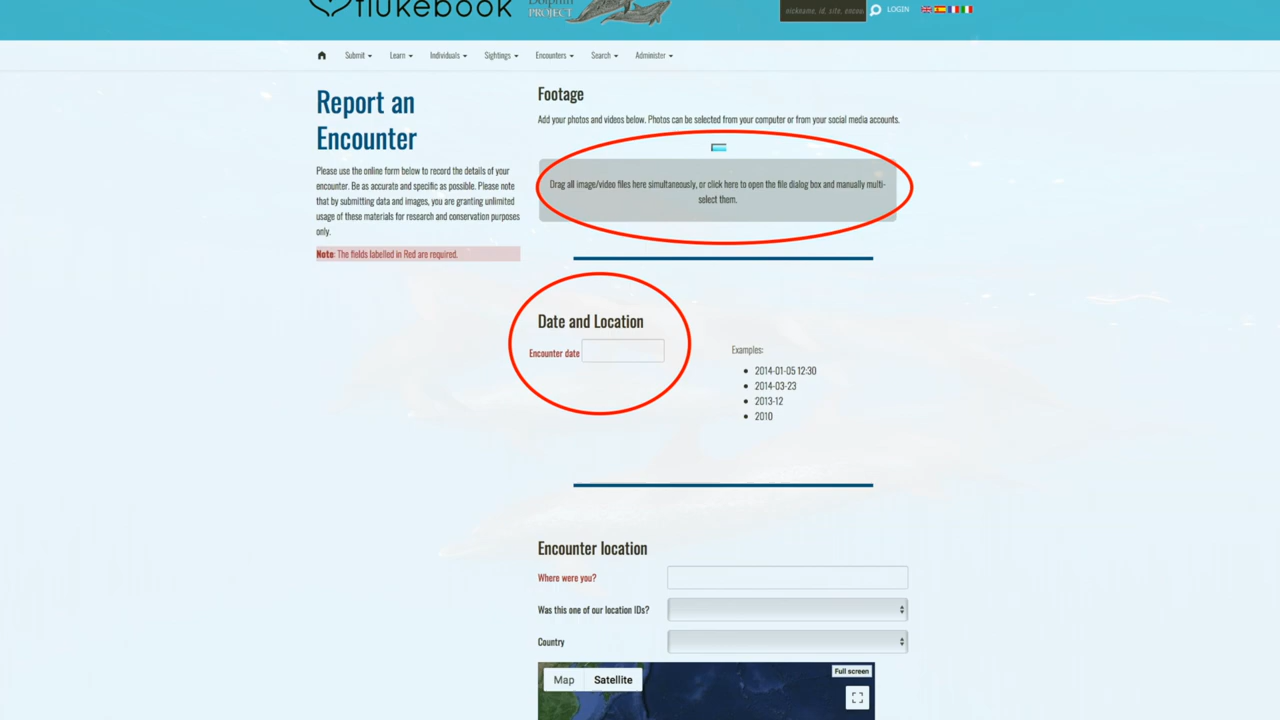 flukebook
Dolphin
PROJECT
nickname, id, site, encou
LOGIN
Submit
Learn
Individuals
Sightings
Encounters
Search
Administer
Report an
Encounter
Please use the online form below to record the details of your
encounter. Be as accurate and specific as possible. Please note
that by submitting data and images, you are granting unlimited
usage of these materials for research and conservation purposes
only.
Note: The fields labelled in Red are required.
Footage
Add your photos and videos below. Photos can be selected from your computer or from your social media accounts.
Drag all image/video files here simultaneously, or click here to open the file dialog box and manually multi-
select them.
Date and Location
Encounter date
Examples:
2014-01-05 12:30
2014-03-23
2013-12
2010
Encounter location
Where were you?
Was this one of our location IDs?
Country
Map
Satellite
Full screen